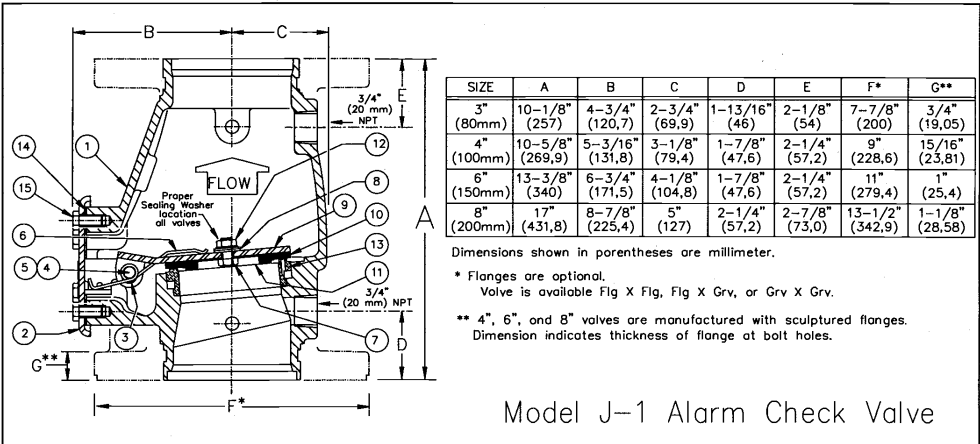 B
C
3/4"
(20 mm)
NPT
E
14
1
12
15
FLOW
8
Proper
Sealing Washer
location
all valves
9
A
6
10
5
4
13
11
3/4"
(20 mm) NPT
2
3
7
D
G**
F*
SIZE A B C D E F* G**
3" 10-1/8" 4-3/4" 2-3/4" 1-13/16" 2-1/8" 7-7/8" 3/4"
(80mm) (257) (120,7) (69,9) (46) (54) (200) (19,05)
4" 10-5/8" 5-3/16" 3-1/8" 1-7/8" 2-1/4" 9" 15/16"
(100mm) (269,9) (131,8) (79,4) (47,6) (57,2) (228,6) (23,81)
6" 13-3/8" 6-3/4" 4-1/8" 1-7/8" 2-1/4" 11" 1"
(150mm) (340) (171,5) (104,8) (47,6) (57,2) (279,4) (25,4)
8" 17" 8-7/8" 5" 2-1/4" 2-7/8" 13-1/2" 1-1/8"
(200mm) (431,8) (225,4) (127) (57,2) (73,0) (342,9) (28,58)
Dimensions shown in porentheses are millimeter.
* Flanges are optional.
Valve is available Flg X Flg, Flg X Grv, or Grv X Grv.
** 4", 6", ond 8" valves are manufactured with sculptured flanges.
Dimension indicates thickness of flange at bolt holes.
Model J-1 Alarm Check Valve